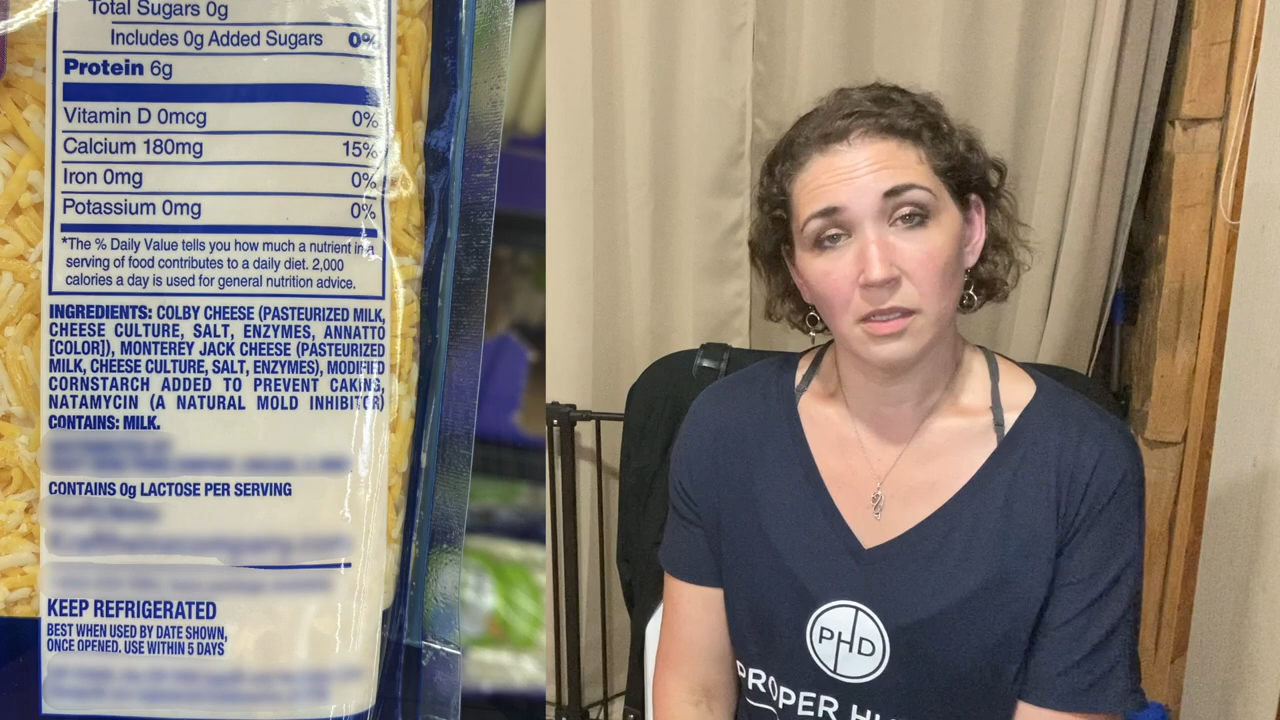 Total Sugars 0g
Includes 0g Added Sugars 0%
Protein 6g
Vitamin D 0mcg 0%
Calcium 180mg 15%
Iron 0mg 0%
Potassium 0mg 0%
*The % Daily Value tells you how much a nutrient in a
serving of food contributes to a daily diet. 2,000
calories a day is used for general nutrition advice.
INGREDIENTS: COLBY CHEESE (PASTEURIZED MILK,
CHEESE CULTURE, SALT, ENZYMES, ANNATTO
[COLOR]), MONTEREY JACK CHEESE (PASTEURIZED
MILK, CHEESE CULTURE, SALT, ENZYMES), MODIFIED
CORNSTARCH ADDED TO PREVENT CAKING,
NATAMYCIN (A NATURAL MOLD INHIBITOR)
CONTAINS: MILK.
CONTAINS 0g LACTOSE PER SERVING
KEEP REFRIGERATED
BEST WHEN USED BY DATE SHOWN,
ONCE OPENED, USE WITHIN 5 DAYS
PHD
PROPER